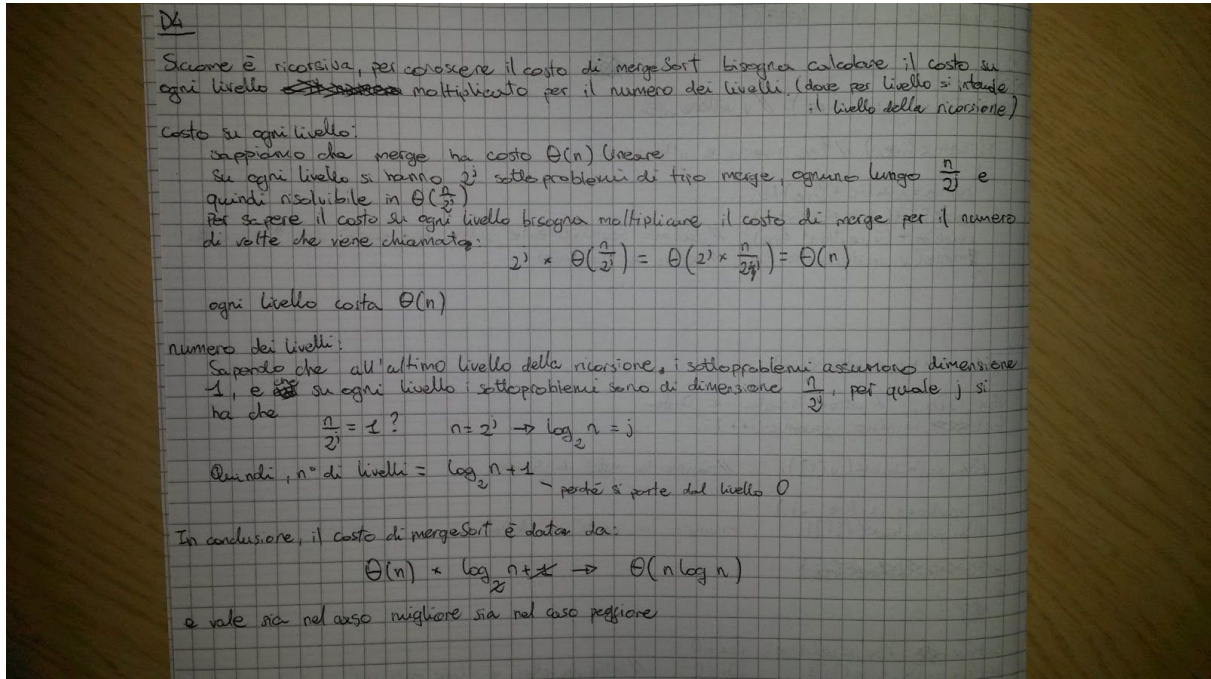 D4
Siccome è ricorsiva, per conoscere il costo di mergeSort bisogna calcolare il costo su
ogni livello moltiplicato per il numero dei livelli. (dove per livello si intende
il livello della ricorsione)
Costo su ogni livello:
sappiamo che merge ha costo Θ(n) lineare
Su ogni livello si hanno 2^j sottoproblemi di tipo merge, ognuno lungo n/2^j e
quindi risolvibile in Θ(n/2^j)
Per sapere il costo su ogni livello bisogna moltiplicare il costo di merge per il numero
di volte che viene chiamato:
2^j * Θ(n/2^j) = Θ(2^j * n/2^j) = Θ(n)
ogni livello costa Θ(n)
numero dei livelli:
Sapendo che all'ultimo livello della ricorsione, i sottoproblemi assumono dimensione
1, e su ogni livello i sottoproblemi sono di dimensione n/2^j, per quale j si
ha che
n/2^j = 1? n = 2^j → log₂ n = j
Quindi, n° di livelli = log₂ n + 1
- perché si parte dal livello 0
In conclusione, il costo di mergeSort è dato da:
Θ(n) * log₂ n + 1 → Θ(n log n)
e vale sia nel caso migliore sia nel caso peggiore